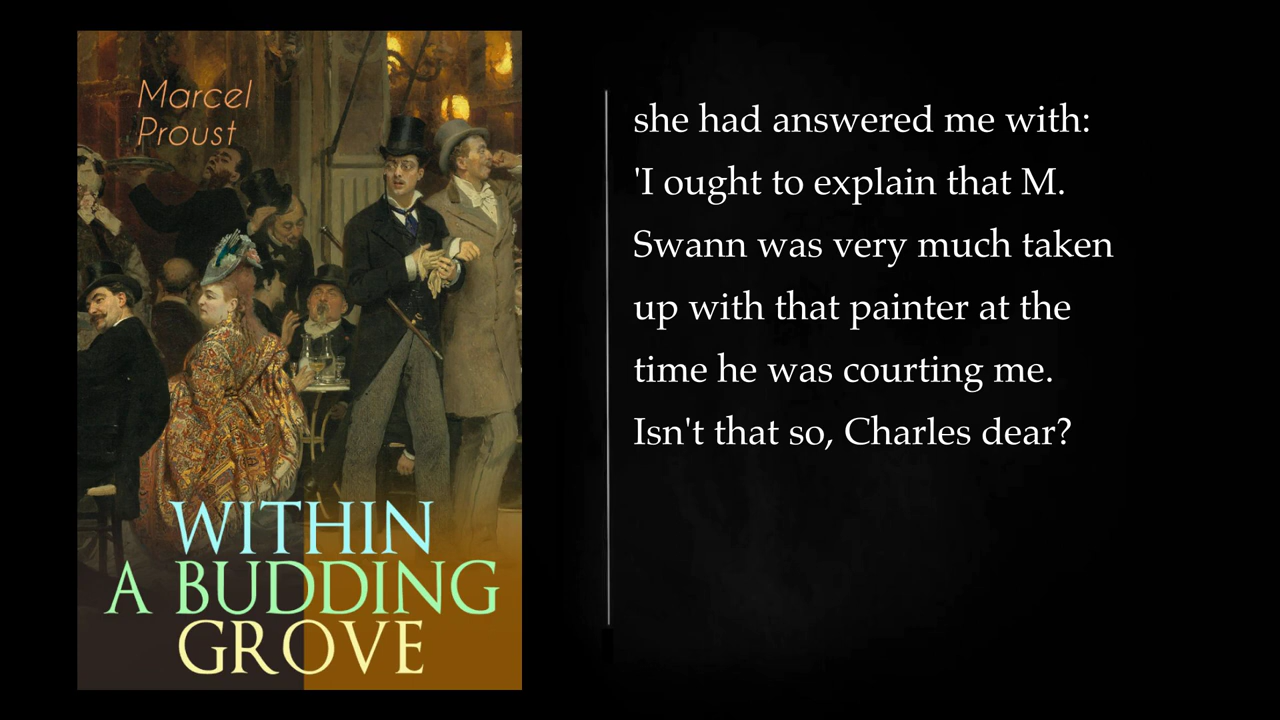 Marcel
Proust
WITHIN
A BUDDING
GROVE
she had answered me with:
'I ought to explain that M.
Swann was very much taken
up with that painter at the
time he was courting me.
Isn't that so, Charles dear?